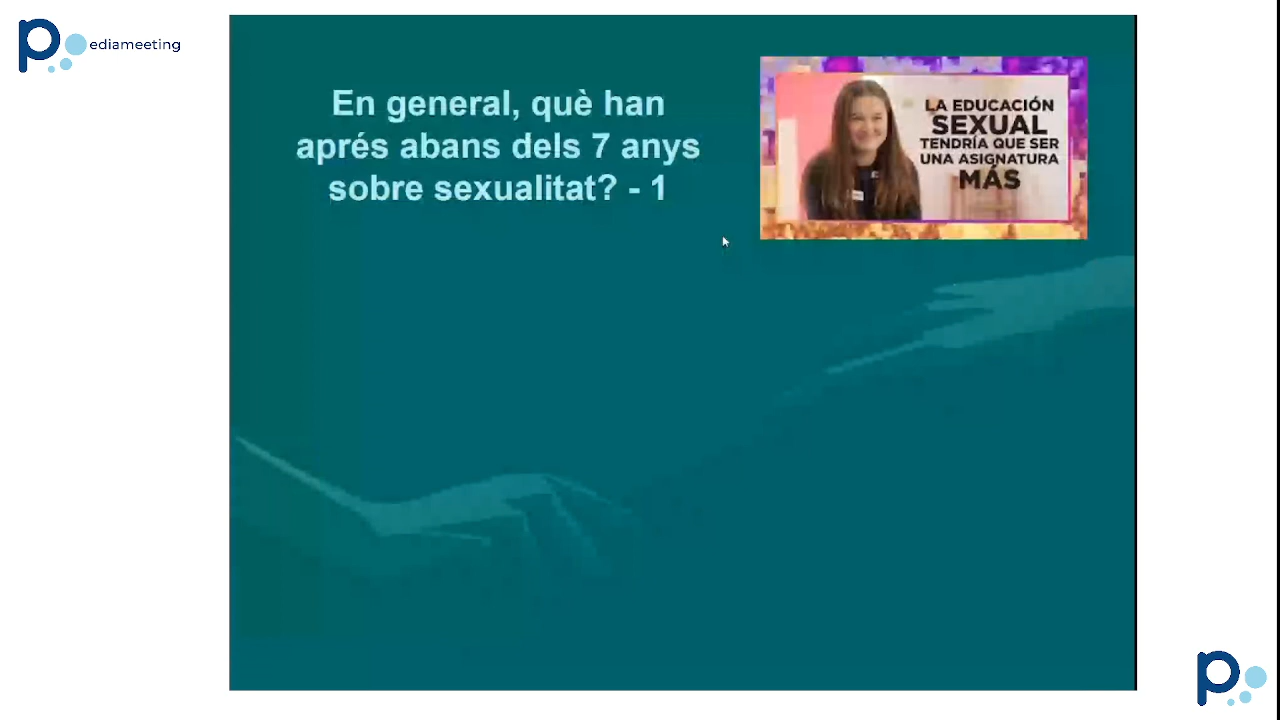 ediameeting
En general, què han
aprés abans dels 7 anys
sobre sexualitat? - 1
LA EDUCACIÓN
SEXUAL
TENDRÍA QUE SER
UNA ASIGNATURA
MÁS